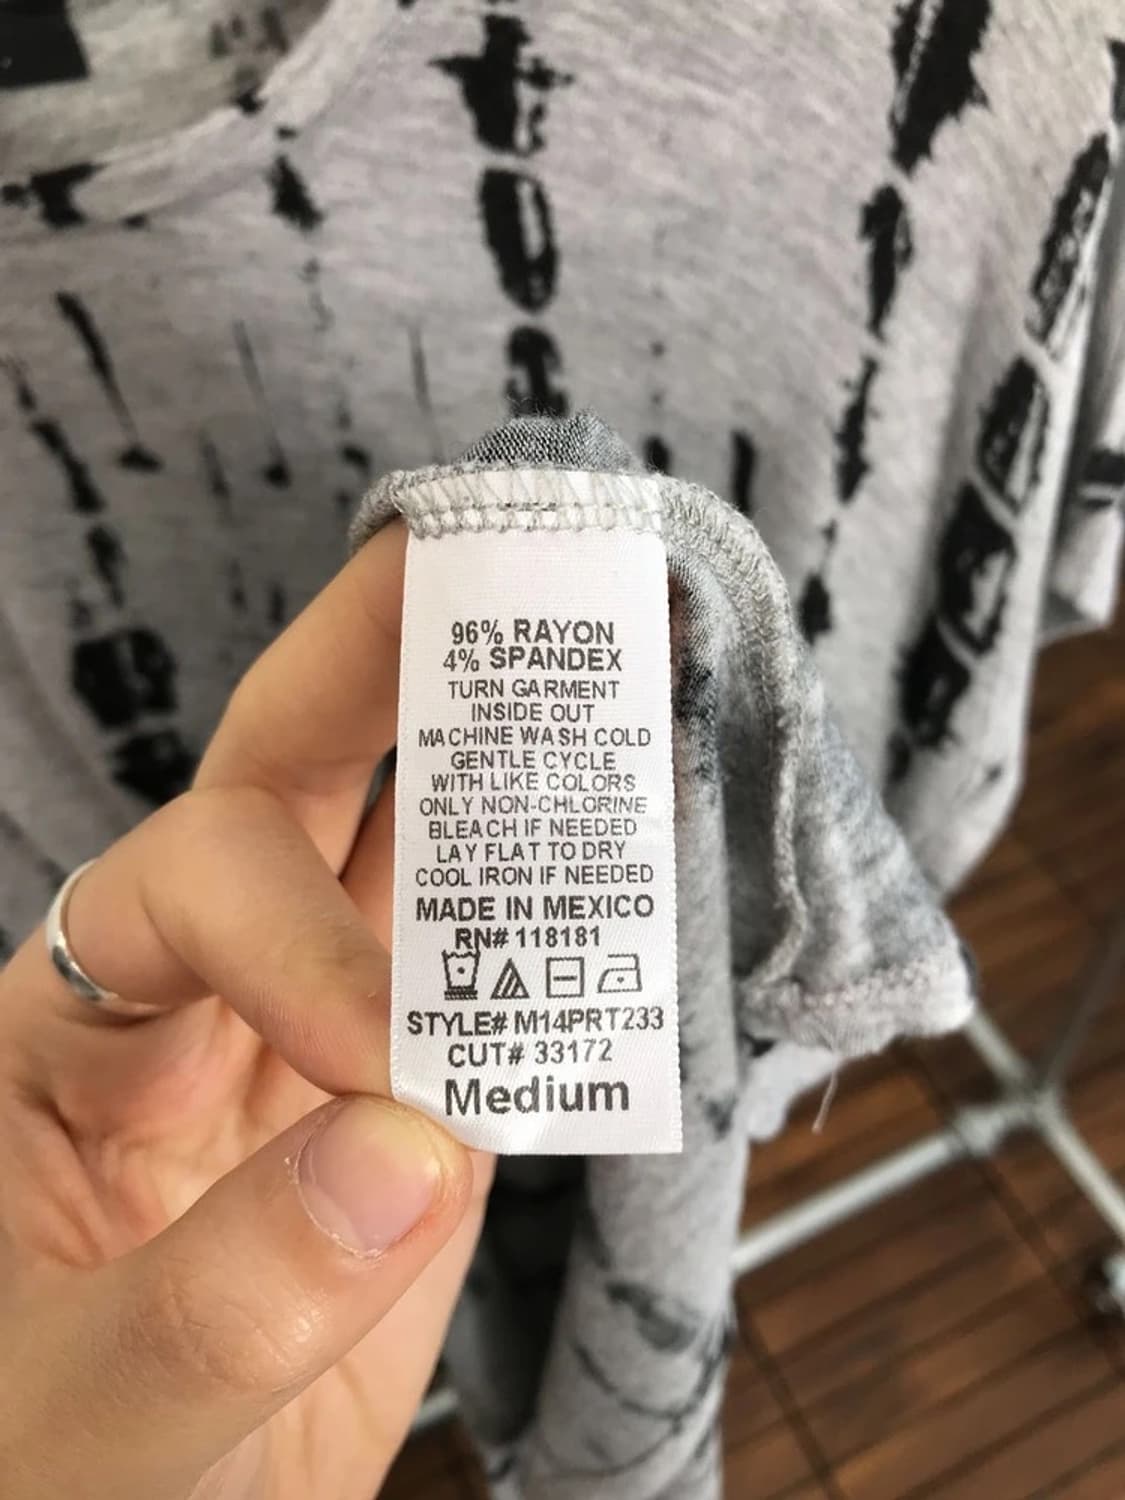 96% RAYON
4% SPANDEX
TURN GARMENT
INSIDE OUT
MACHINE WASH COLD
GENTLE CYCLE
WITH LIKE COLORS
ONLY NON-CHLORINE
BLEACH IF NEEDED
LAY FLAT TO DRY
COOL IRON IF NEEDED
MADE IN MEXICO
RN# 118181
STYLE# M14PRT233
CUT# 33172
Medium